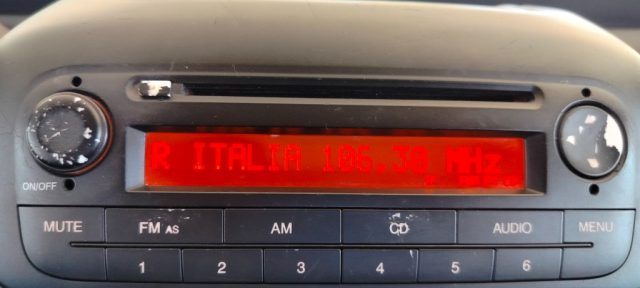 R ITALIA 106.30 MHz
ON/OFF
MUTE FM AS AM CD AUDIO MENU
1 2 3 4 5 6